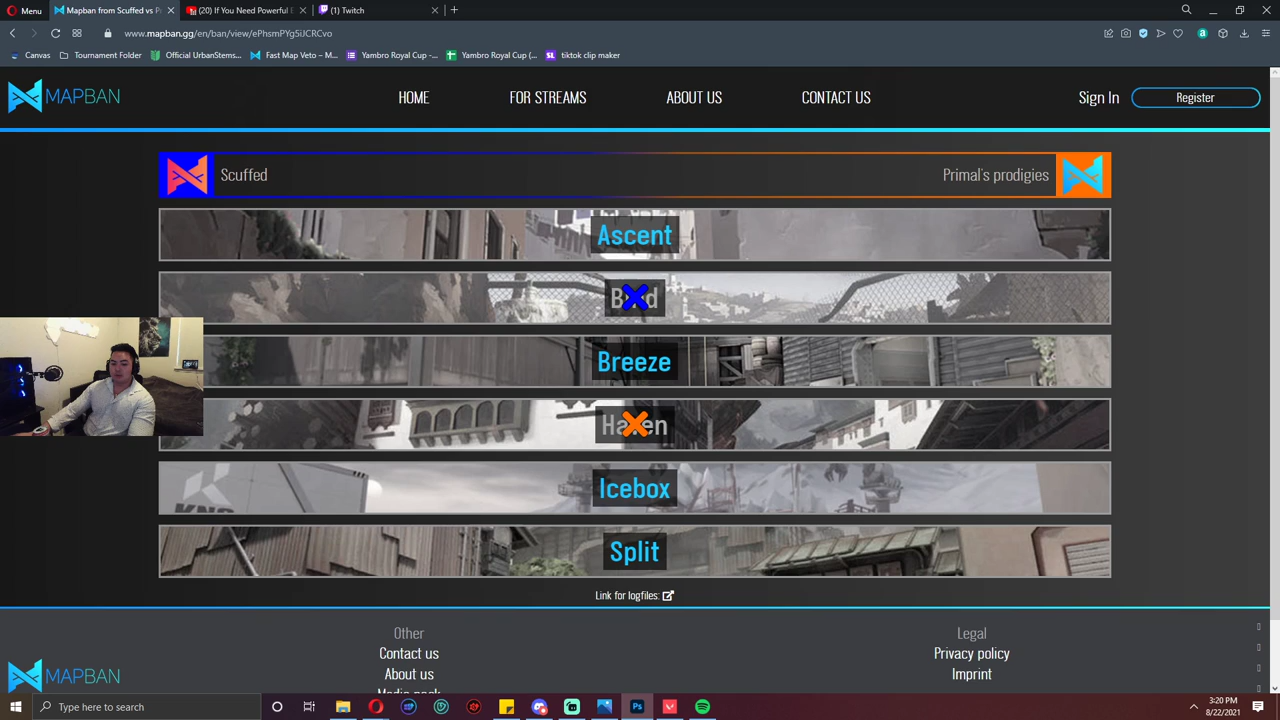 Menu
Mapban from Scuffed vs P
(20) If You Need Powerful E
(1) Twitch
www.mapban.gg/en/ban/view/ePhsmPYg5iJCRCvo
Canvas
Tournament Folder
Official UrbanStems...
Fast Map Veto – M...
Yambro Royal Cup -...
Yambro Royal Cup (...
tiktok clip maker
MAPBAN
HOME
FOR STREAMS
ABOUT US
CONTACT US
Sign In
Register
Scuffed
Primal's prodigies
Ascent
Breeze
Icebox
Split
Link for logfiles:
Other
Legal
Contact us
Privacy policy
About us
Imprint
MAPBAN
Type here to search
3:20 PM
8/22/2021